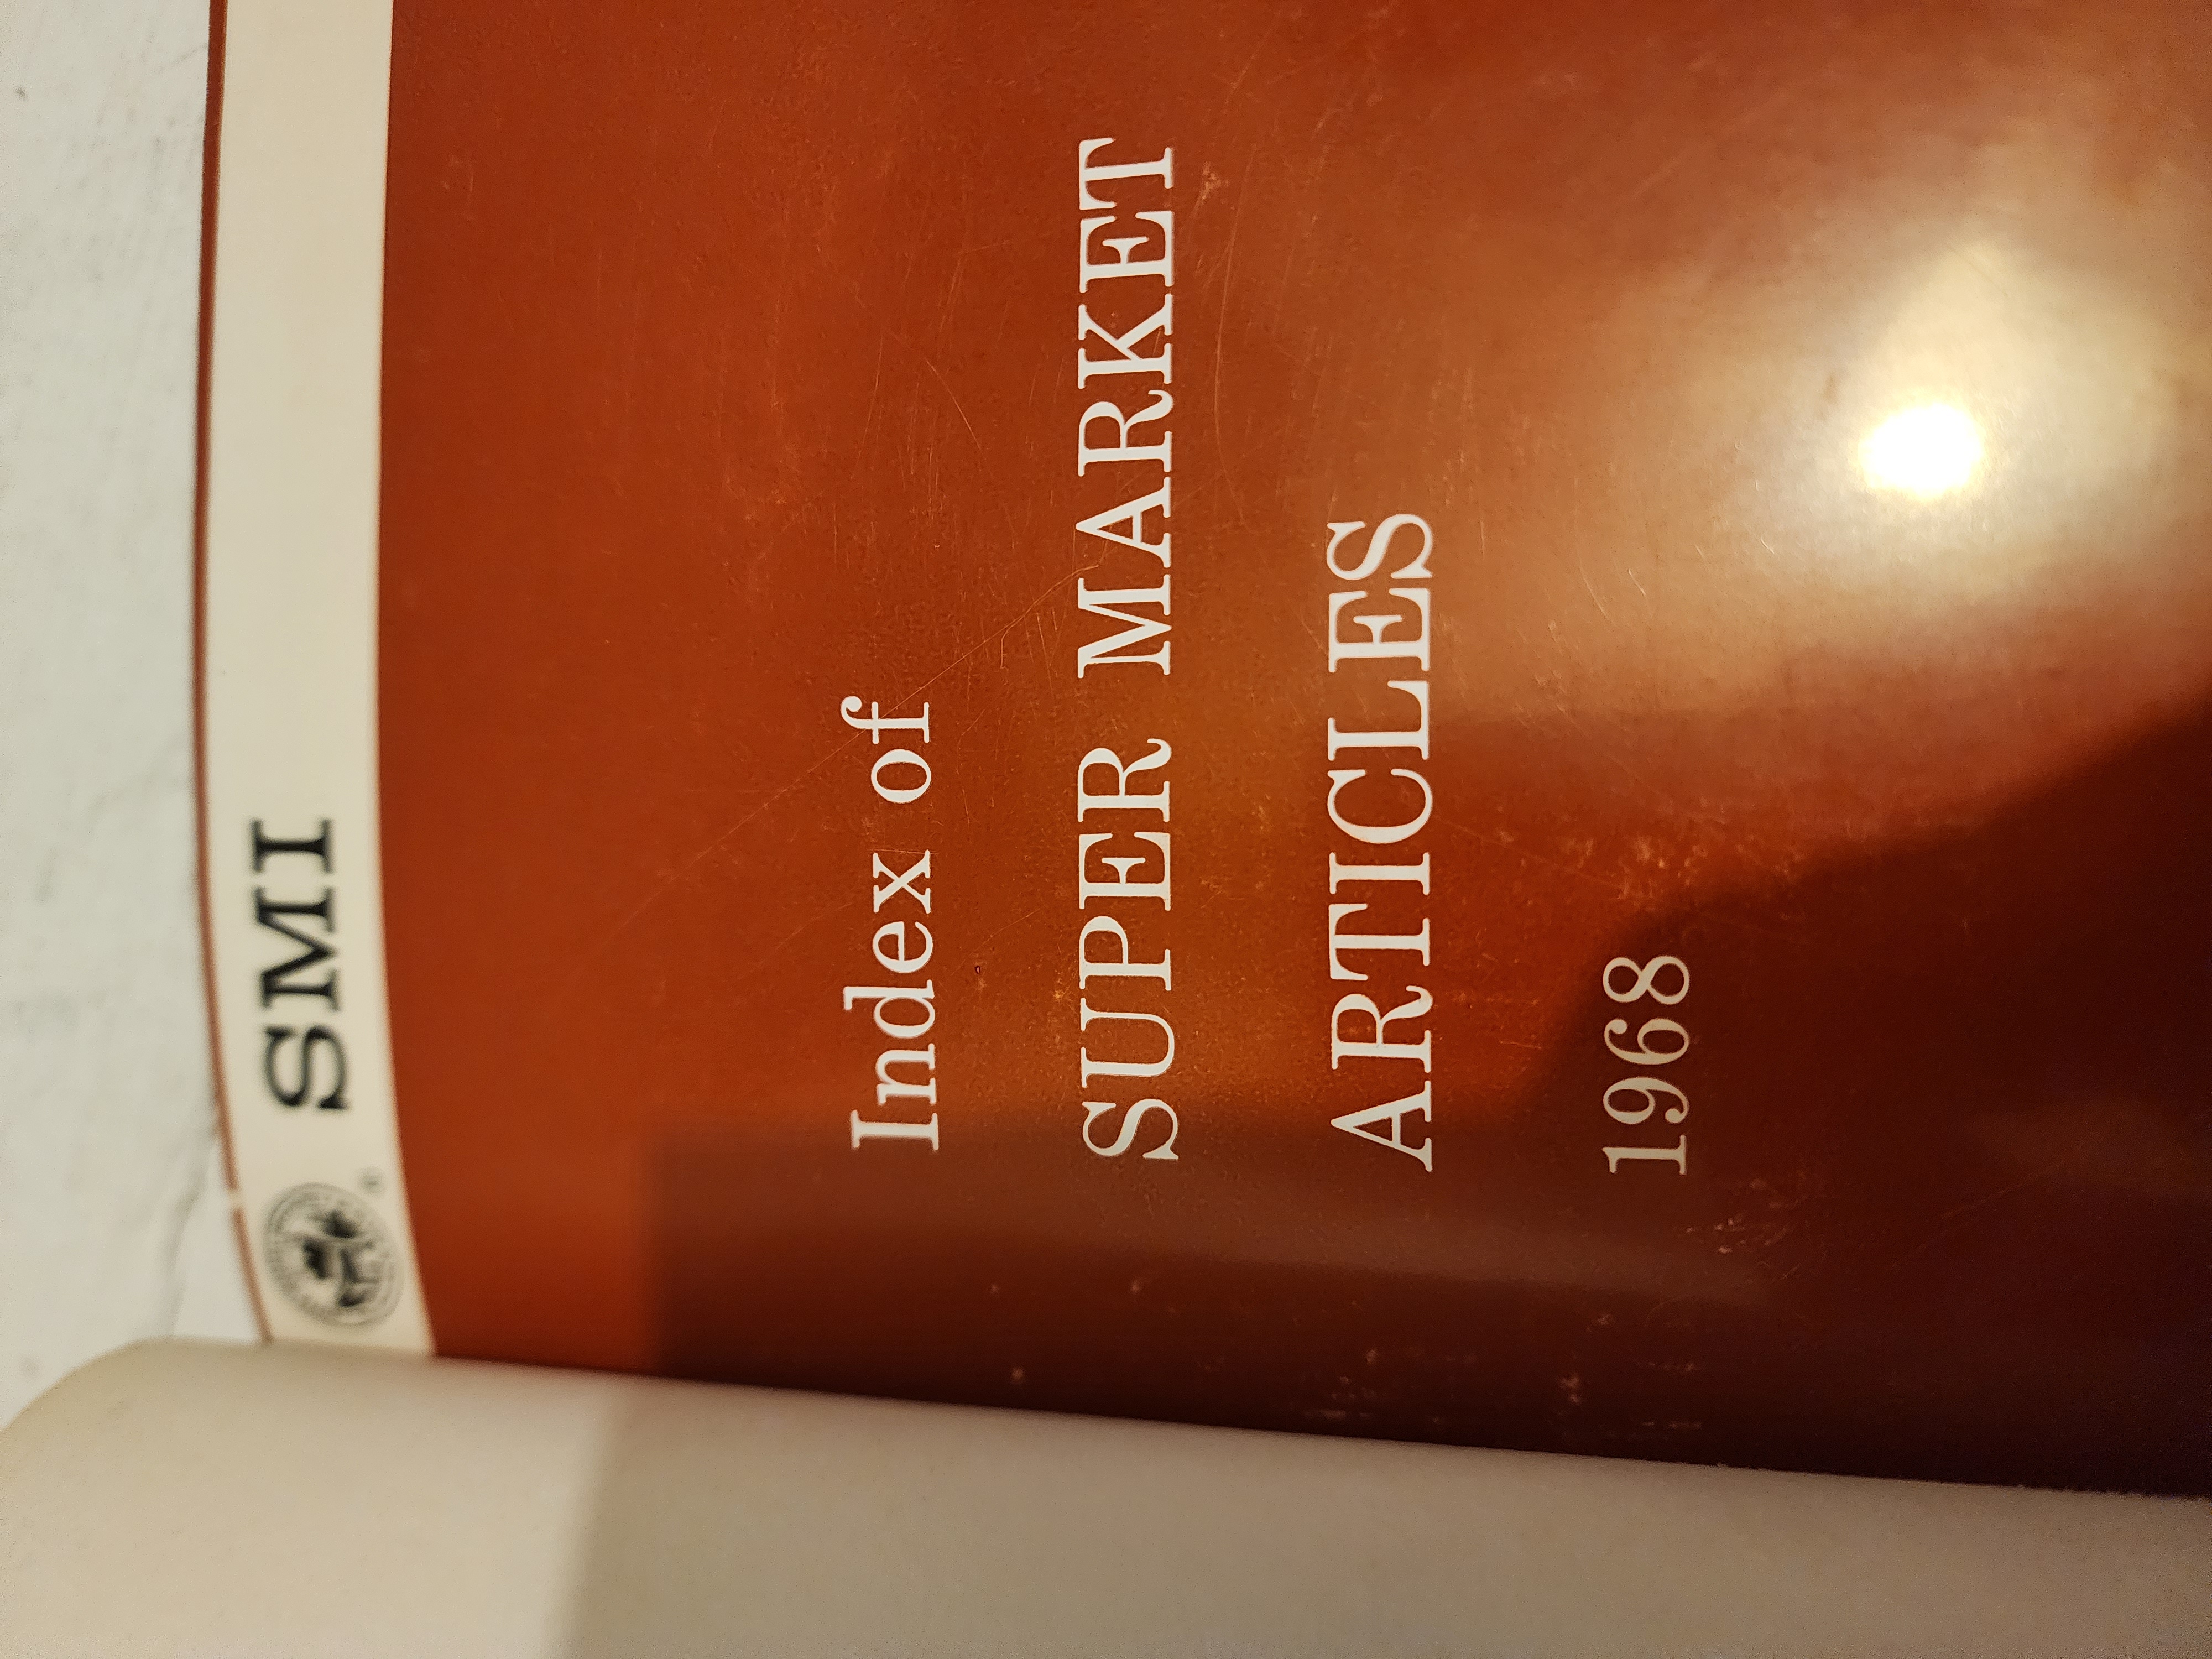 SMI
®
Index of
SUPER MARKET
ARTICLES
1968